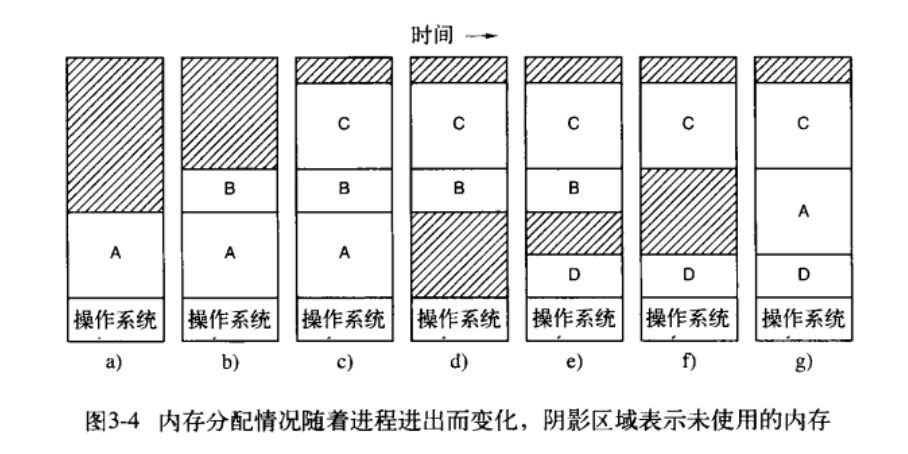 时间 →
C C C C C
B B B B A
A A A D D D
操作系统 操作系统 操作系统 操作系统 操作系统 操作系统 操作系统
a) b) c) d) e) f) g)
图3-4 内存分配情况随着进程进出而变化，阴影区域表示未使用的内存